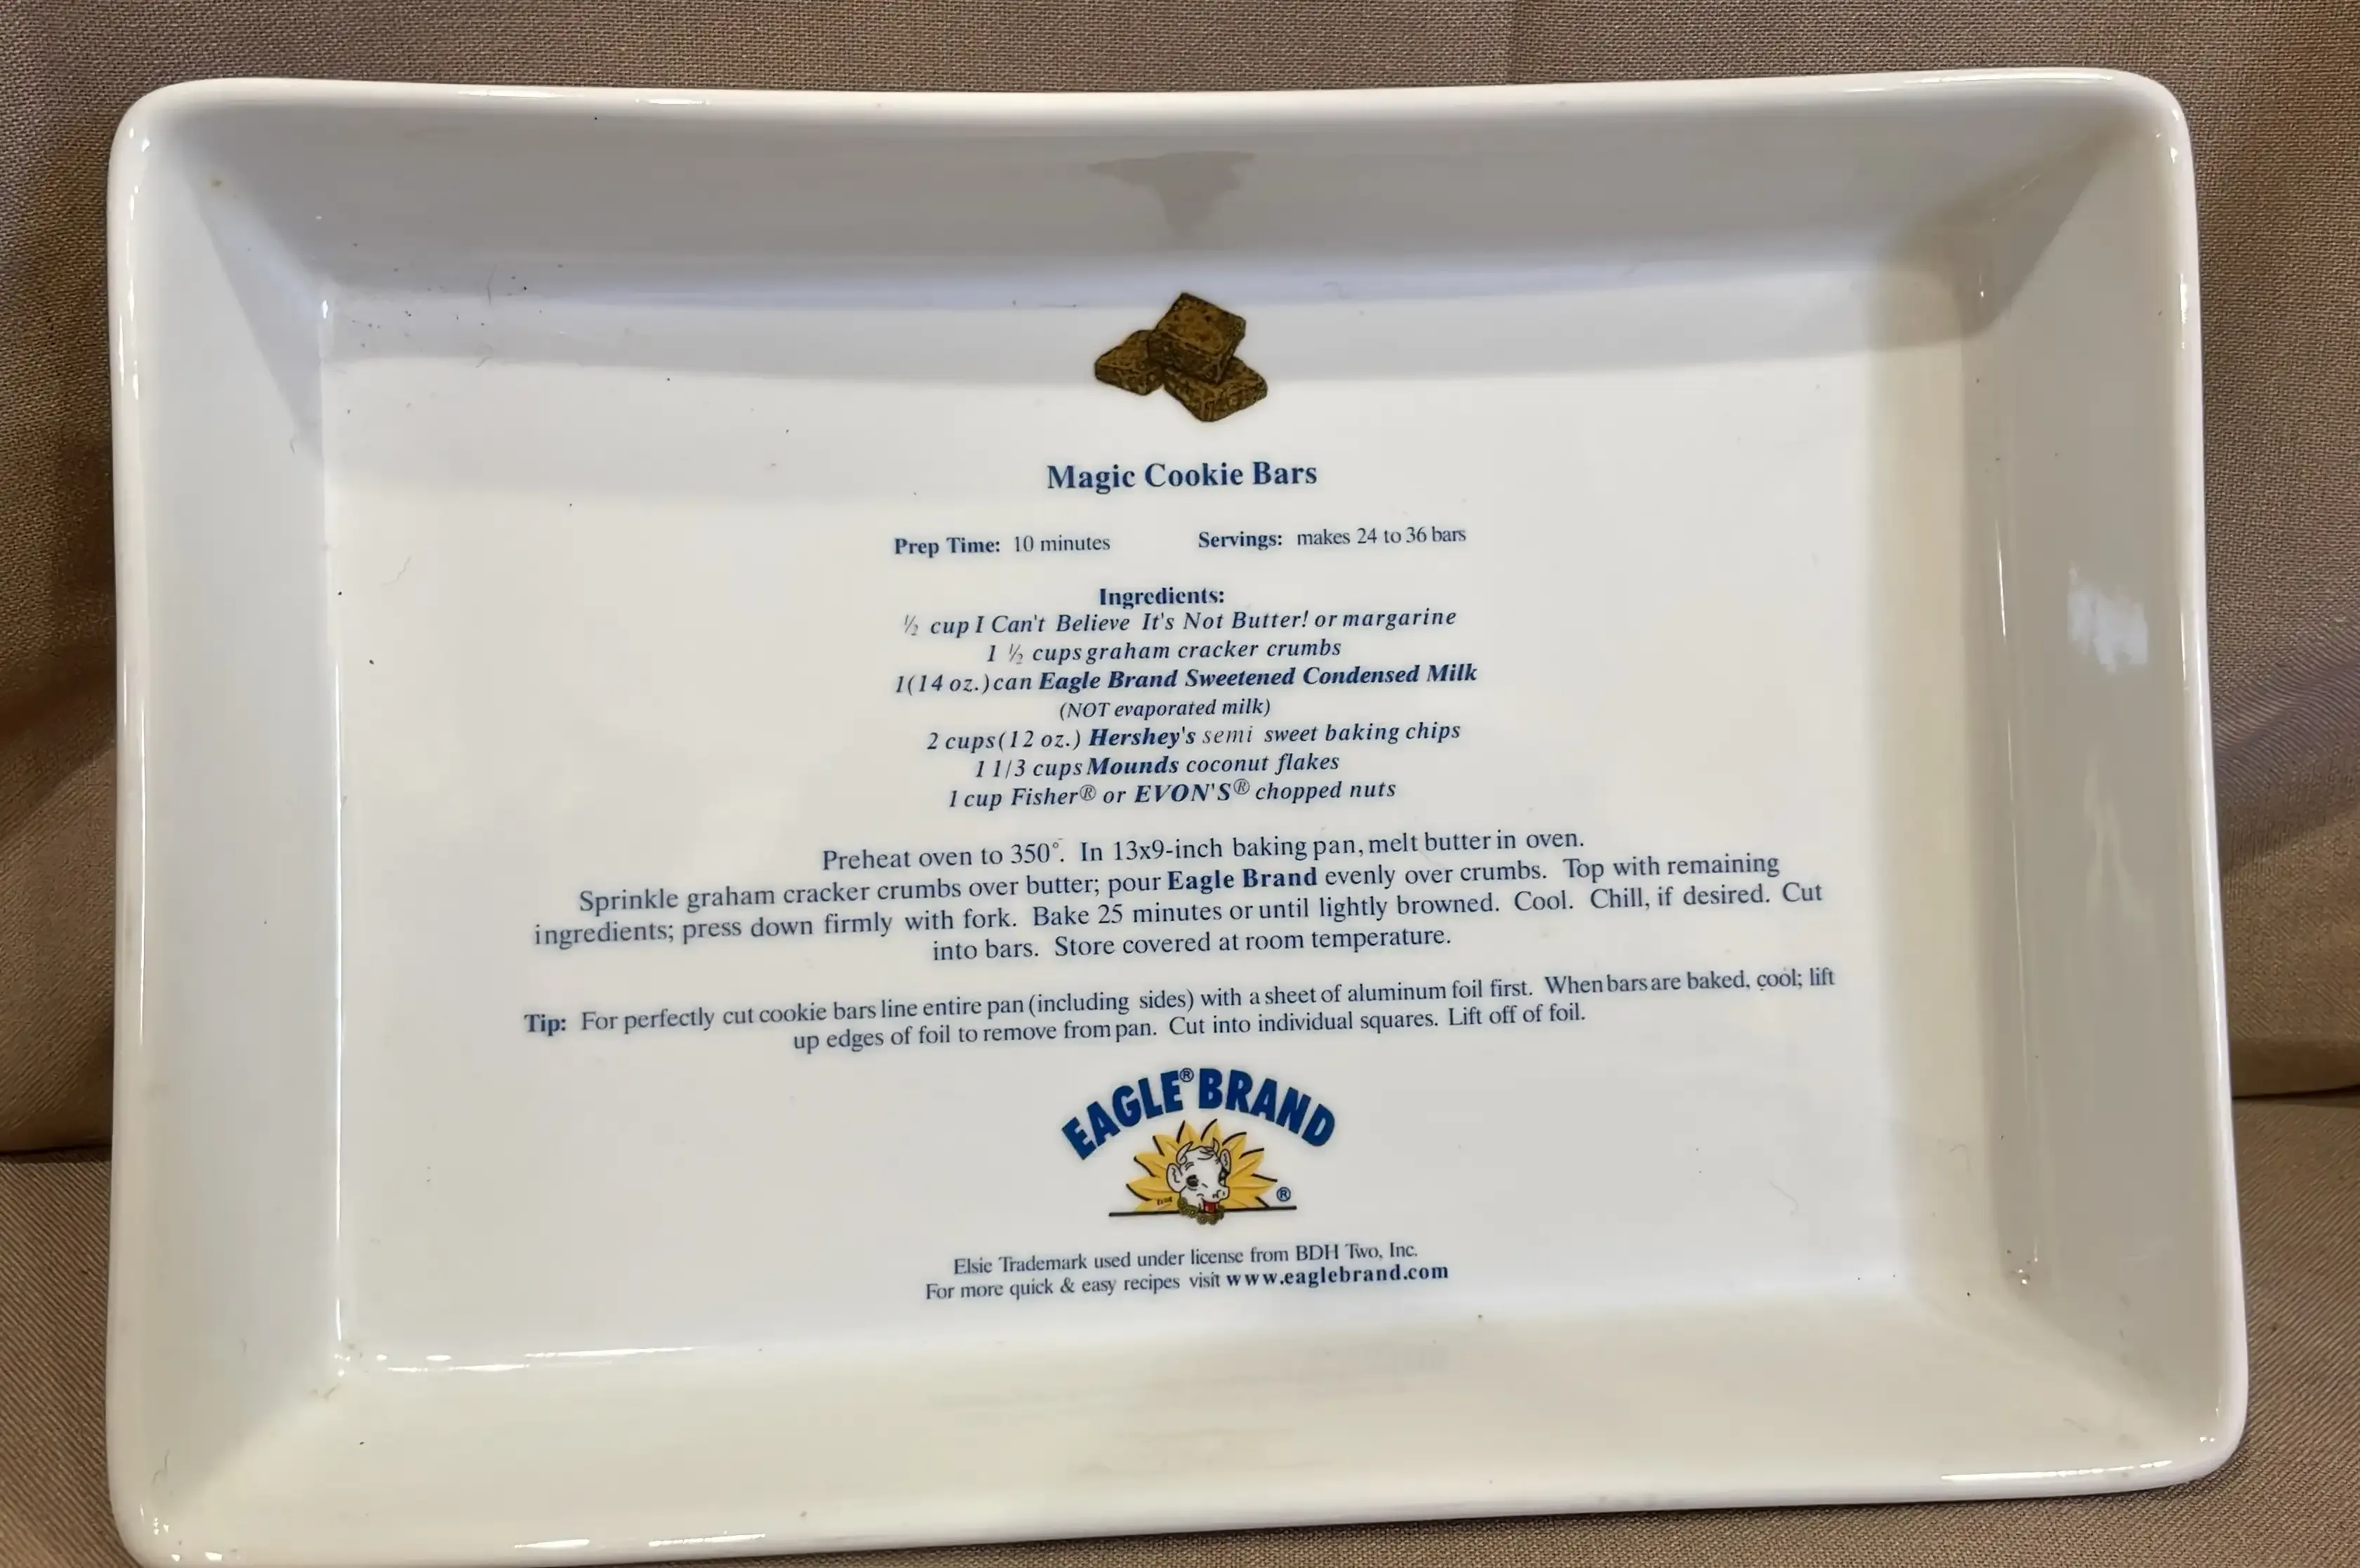 Magic Cookie Bars
Prep Time: 10 minutes Servings: makes 24 to 36 bars
Ingredients:
½ cup I Can't Believe It's Not Butter! or margarine
1 ½ cups graham cracker crumbs
1(14 oz.) can Eagle Brand Sweetened Condensed Milk
(NOT evaporated milk)
2 cups(12 oz.) Hershey's semi sweet baking chips
1 1/3 cups Mounds coconut flakes
1 cup Fisher® or EVON'S® chopped nuts
Preheat oven to 350°. In 13x9-inch baking pan, melt butter in oven.
Sprinkle graham cracker crumbs over butter; pour Eagle Brand evenly over crumbs. Top with remaining
ingredients; press down firmly with fork. Bake 25 minutes or until lightly browned. Cool. Chill, if desired. Cut
into bars. Store covered at room temperature.
Tip: For perfectly cut cookie bars line entire pan (including sides) with a sheet of aluminum foil first. When bars are baked, cool; lift
up edges of foil to remove from pan. Cut into individual squares. Lift off of foil.
EAGLE® BRAND
®
Elsie Trademark used under license from BDH Two, Inc.
For more quick & easy recipes visit www.eaglebrand.com